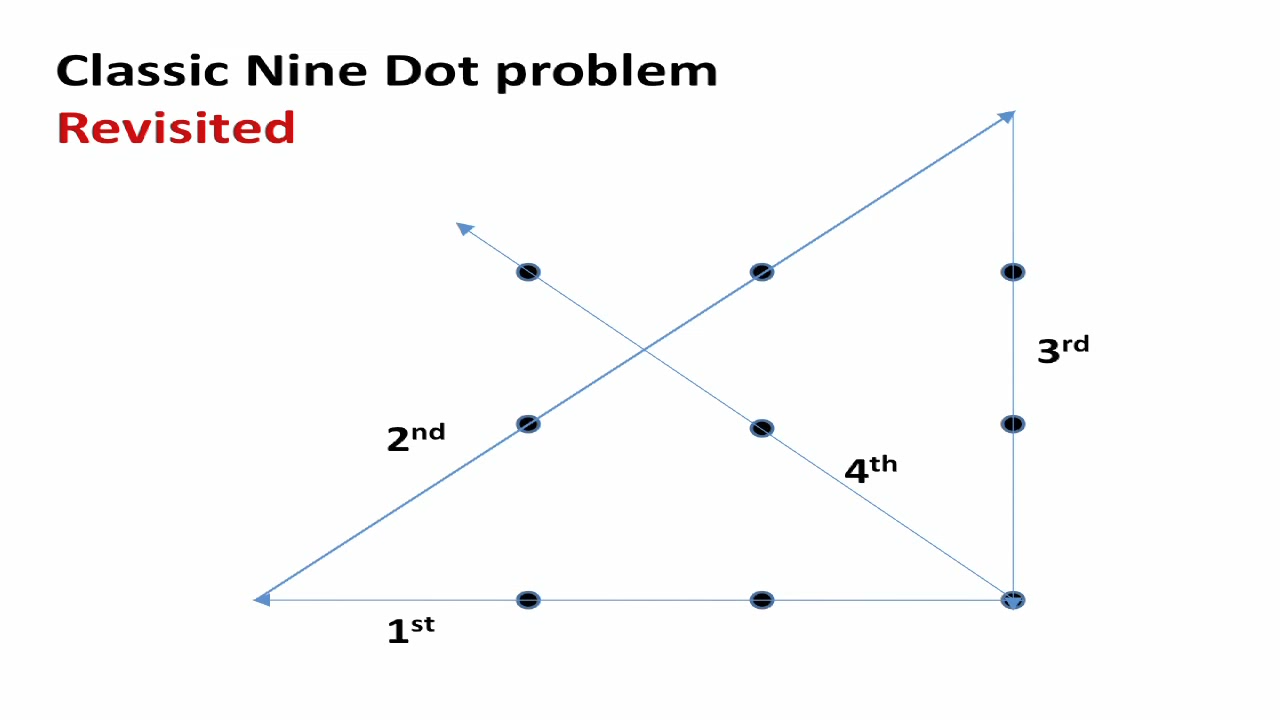 Classic Nine Dot problem
Revisited
3rd
2nd
4th
1st